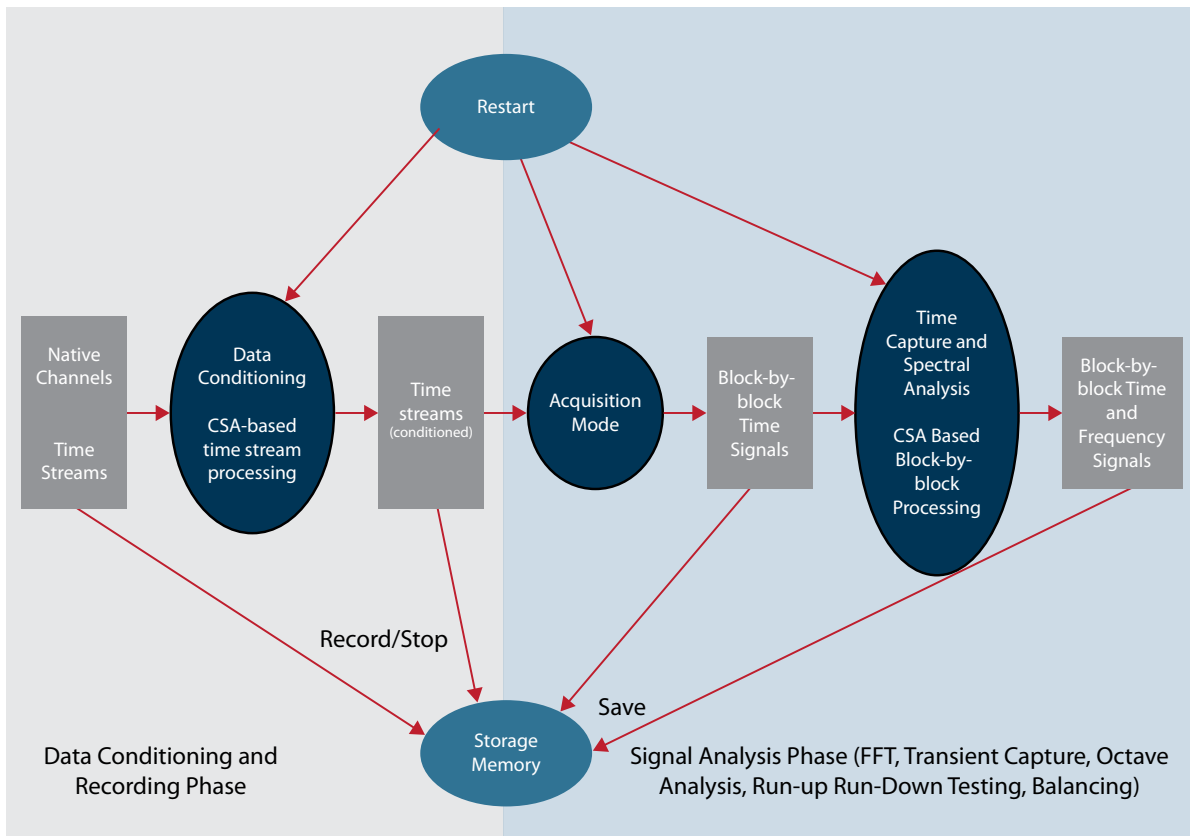 Restart
Native
Channels
Time
Streams
Data
Conditioning
CSA-based
time stream
processing
Time
streams
(conditioned)
Acquisition
Mode
Block-by-
block
Time
Signals
Time
Capture and
Spectral
Analysis
CSA Based
Block-by-
block
Processing
Block-by-
block Time
and
Frequency
Signals
Record/Stop
Save
Storage
Memory
Data Conditioning and
Recording Phase
Signal Analysis Phase (FFT, Transient Capture, Octave
Analysis, Run-up Run-Down Testing, Balancing)